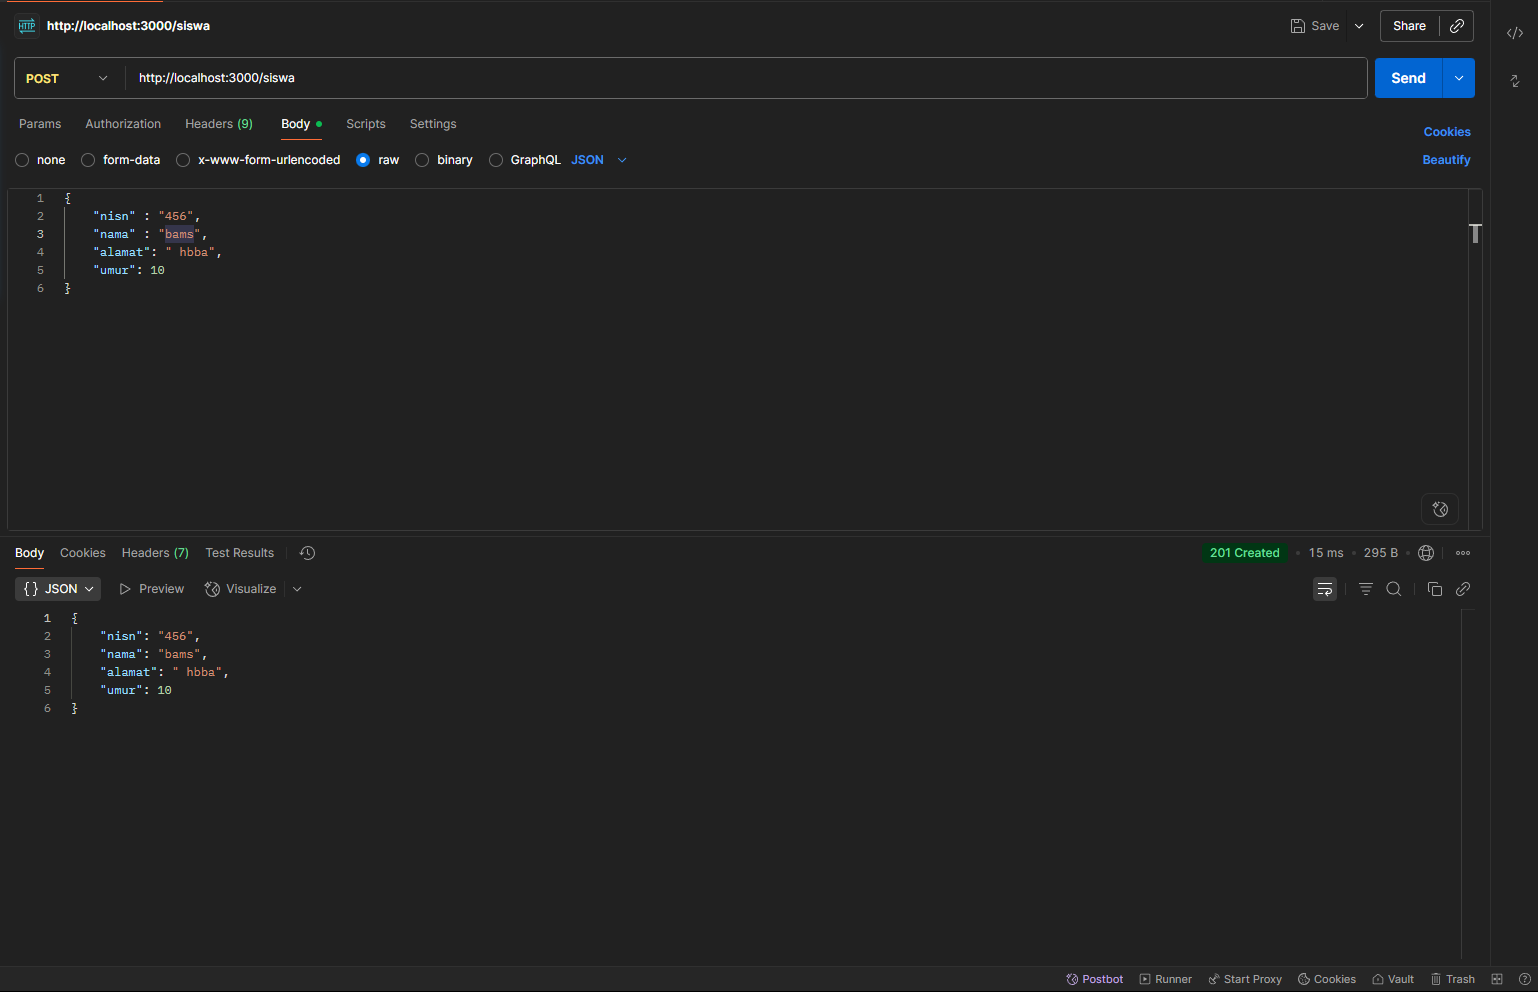 HTTP http://localhost:3000/siswa Save Share
POST http://localhost:3000/siswa Send
Params Authorization Headers (9) Body Scripts Settings Cookies
none form-data x-www-form-urlencoded raw binary GraphQL JSON Beautify
1 {
2 "nisn" : "456",
3 "nama" : "bams",
4 "alamat": " hbba",
5 "umur": 10
6 }
Body Cookies Headers (7) Test Results 201 Created 15 ms 295 B
{} JSON Preview Visualize
1 {
2 "nisn": "456",
3 "nama": "bams",
4 "alamat": " hbba",
5 "umur": 10
6 }
Postbot Runner Start Proxy Cookies Vault Trash